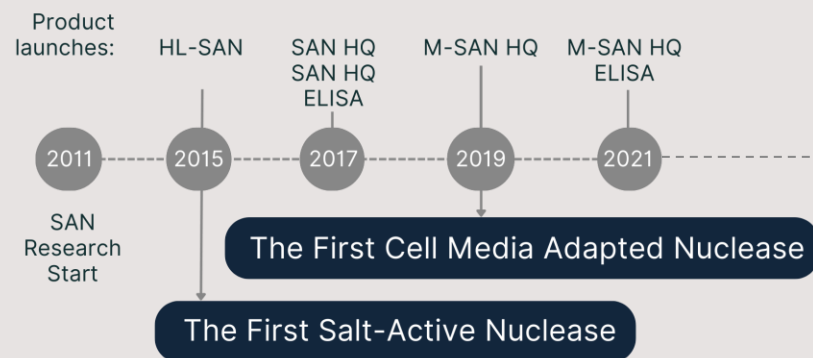 Product
launches:
HL-SAN
SAN HQ
SAN HQ
ELISA
M-SAN HQ
M-SAN HQ
ELISA
2011
2015
2017
2019
2021
SAN
Research
Start
The First Cell Media Adapted Nuclease
The First Salt-Active Nuclease